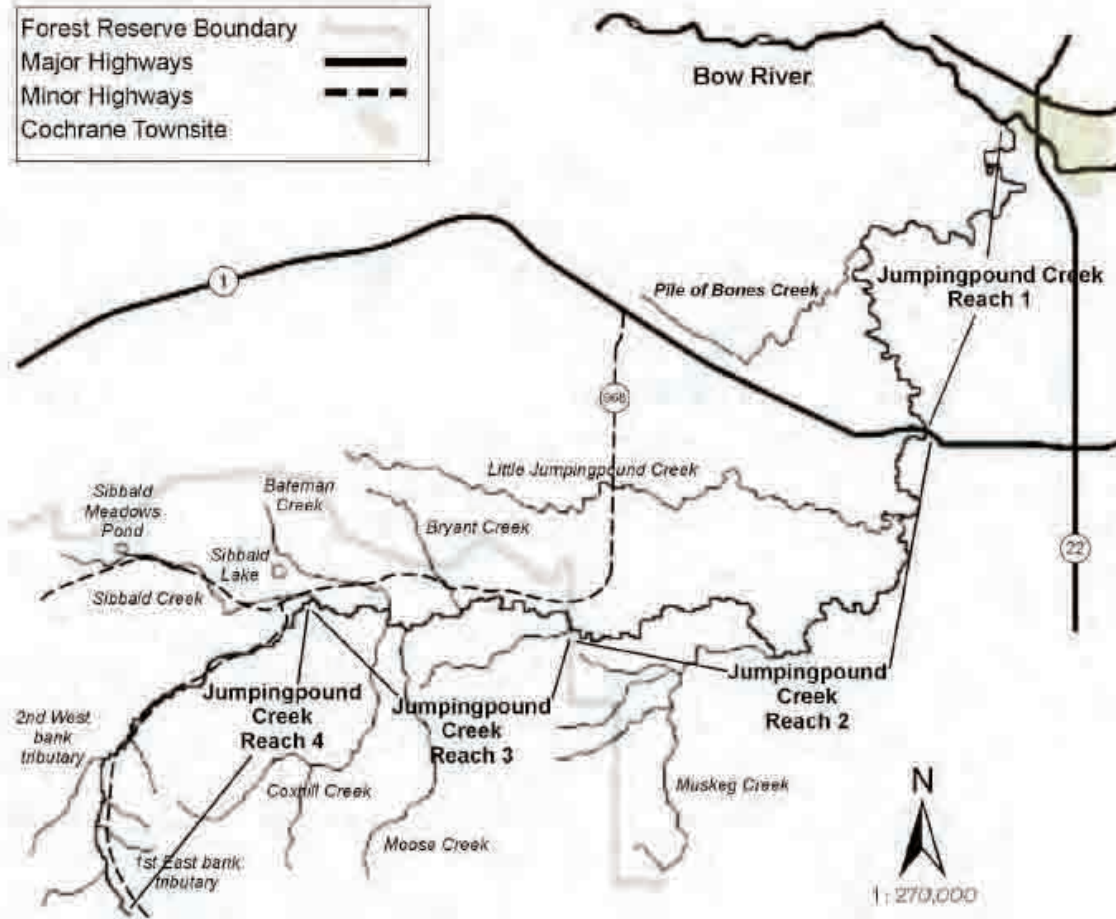 Forest Reserve Boundary
Major Highways
Minor Highways
Cochrane Townsite
Bow River
1
Pile of Bones Creek
Jumpingpound Creek
Reach 1
968
Little Jumpingpound Creek
Sibbald
Meadows
Pond
Bateman
Creek
Bryant Creek
Sibbald
Lake
22
Sibbald Creek
Jumpingpound
Creek
Reach 2
Jumpingpound
Creek
Reach 4
Jumpingpound
Creek
Reach 3
2nd West
bank
tributary
Muskeg Creek
Coxhill Creek
Moose Creek
1st East bank
tributary
N
1: 270,000